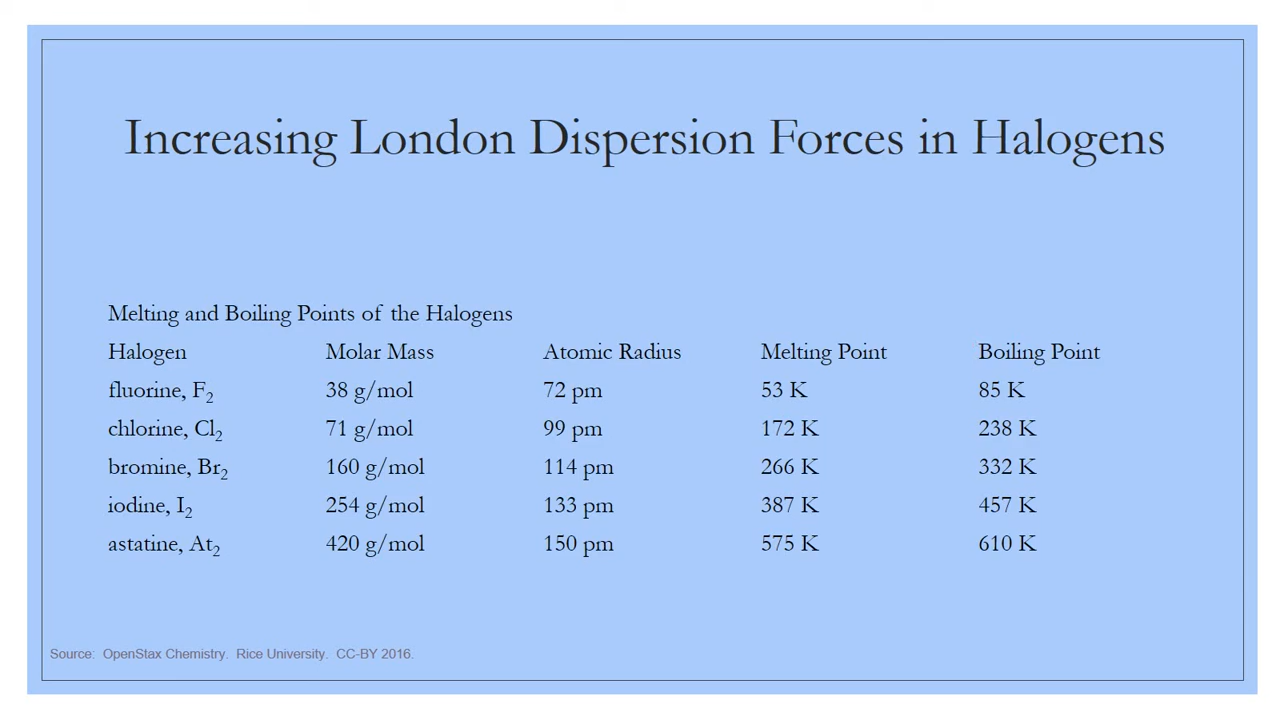 Increasing London Dispersion Forces in Halogens
Melting and Boiling Points of the Halogens
Halogen Molar Mass Atomic Radius Melting Point Boiling Point
fluorine, F₂ 38 g/mol 72 pm 53 K 85 K
chlorine, Cl₂ 71 g/mol 99 pm 172 K 238 K
bromine, Br₂ 160 g/mol 114 pm 266 K 332 K
iodine, I₂ 254 g/mol 133 pm 387 K 457 K
astatine, At₂ 420 g/mol 150 pm 575 K 610 K
Source: OpenStax Chemistry. Rice University. CC-BY 2016.